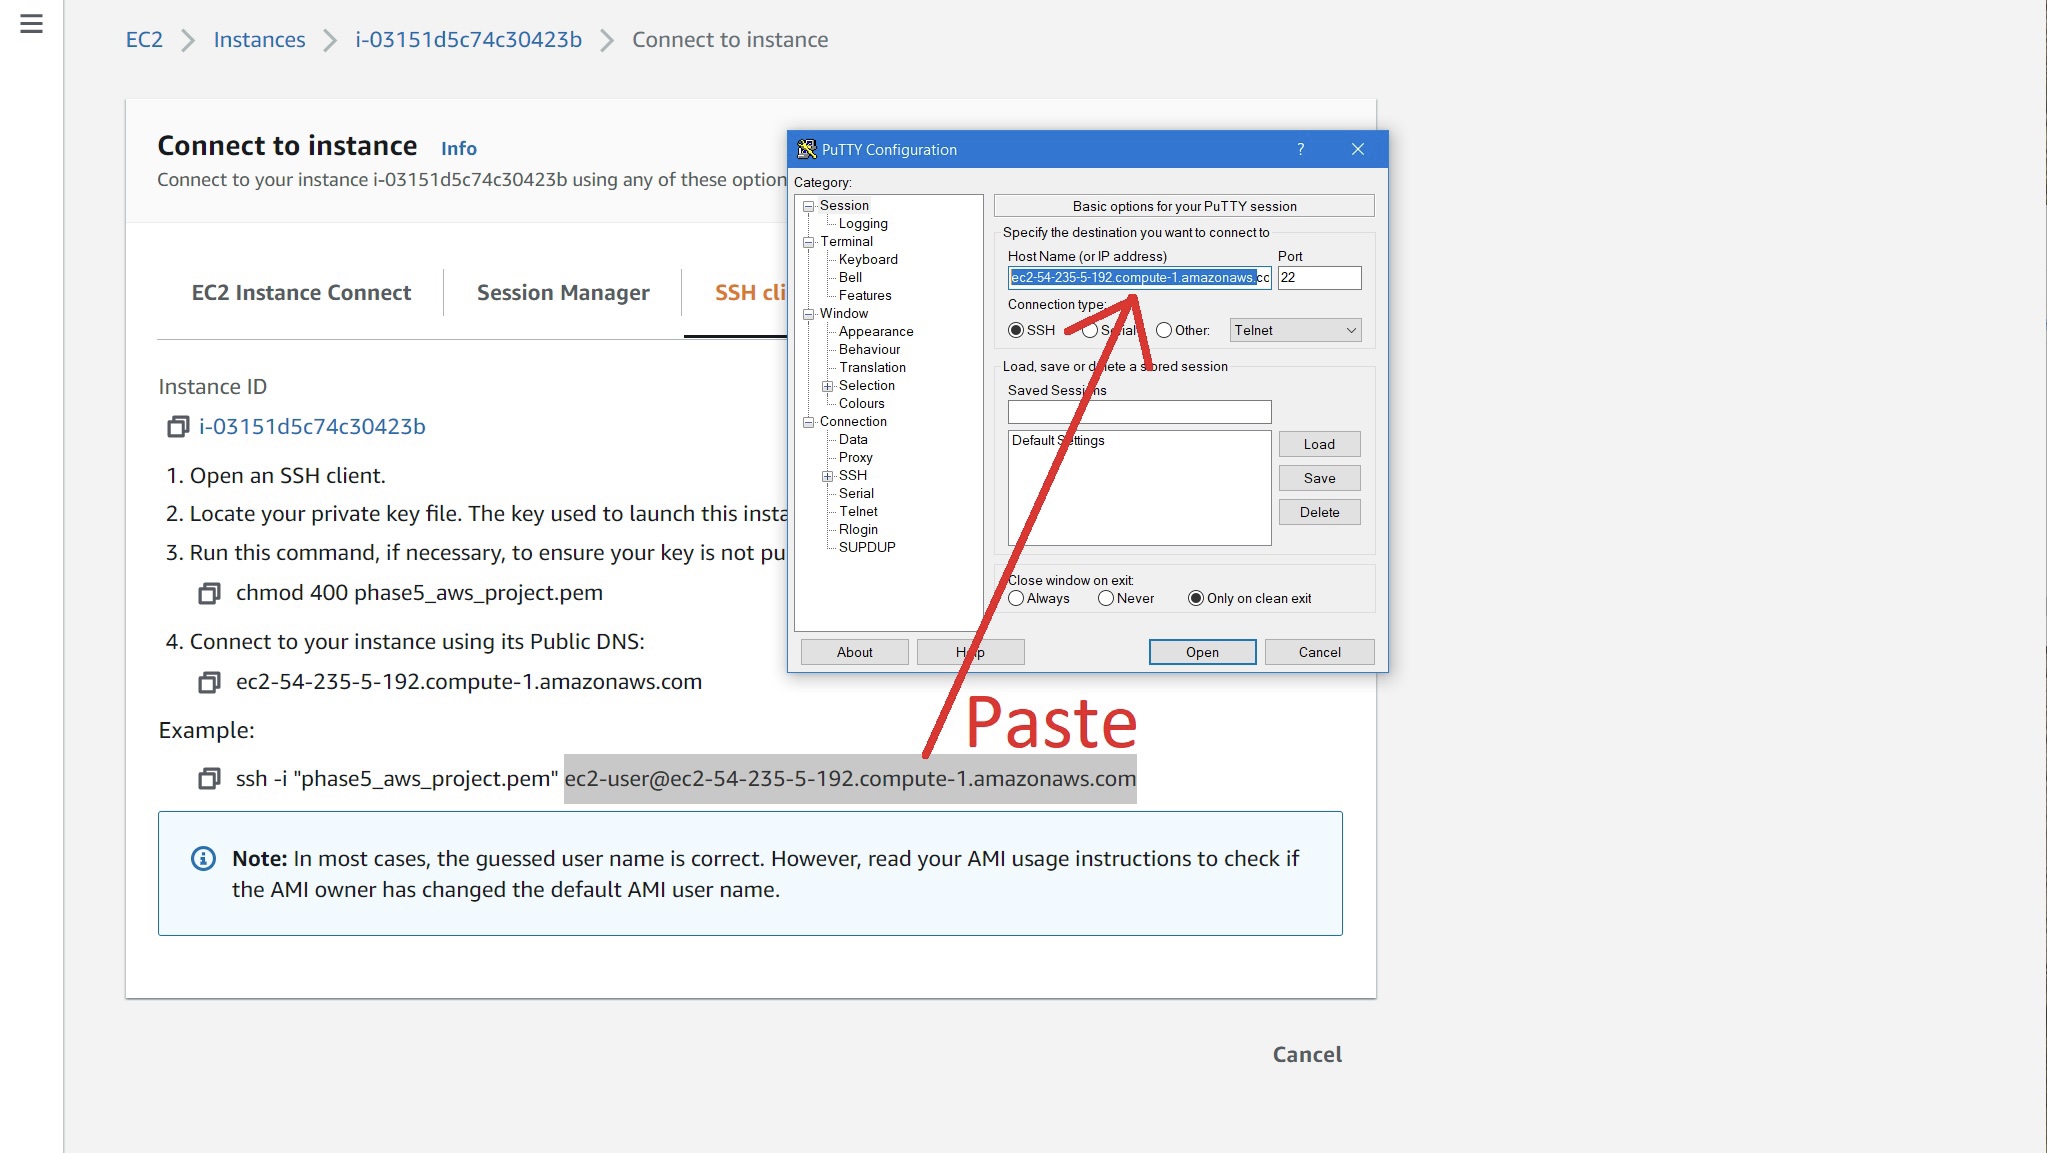 EC2 > Instances > i-03151d5c74c30423b > Connect to instance
Connect to instance Info
Connect to your instance i-03151d5c74c30423b using any of these option
EC2 Instance Connect
Session Manager
SSH cli
Instance ID
i-03151d5c74c30423b
1. Open an SSH client.
2. Locate your private key file. The key used to launch this insta
3. Run this command, if necessary, to ensure your key is not pu
chmod 400 phase5_aws_project.pem
4. Connect to your instance using its Public DNS:
ec2-54-235-5-192.compute-1.amazonaws.com
Example:
ssh -i "phase5_aws_project.pem" ec2-user@ec2-54-235-5-192.compute-1.amazonaws.com
Note: In most cases, the guessed user name is correct. However, read your AMI usage instructions to check if
the AMI owner has changed the default AMI user name.
Cancel
PuTTY Configuration
?
Category:
Session
Logging
Terminal
Keyboard
Bell
Features
Window
Appearance
Behaviour
Translation
Selection
Colours
Connection
Data
Proxy
SSH
Serial
Telnet
Rlogin
SUPDUP
Basic options for your PuTTY session
Specify the destination you want to connect to
Host Name (or IP address) Port
ec2-54-235-5-192.compute-1.amazonaws.cc 22
Connection type:
SSH Serial Other: Telnet
Load, save or delete a stored session
Saved Sessions
Default Settings
Load
Save
Delete
Close window on exit:
Always Never Only on clean exit
About Help Open Cancel
Paste